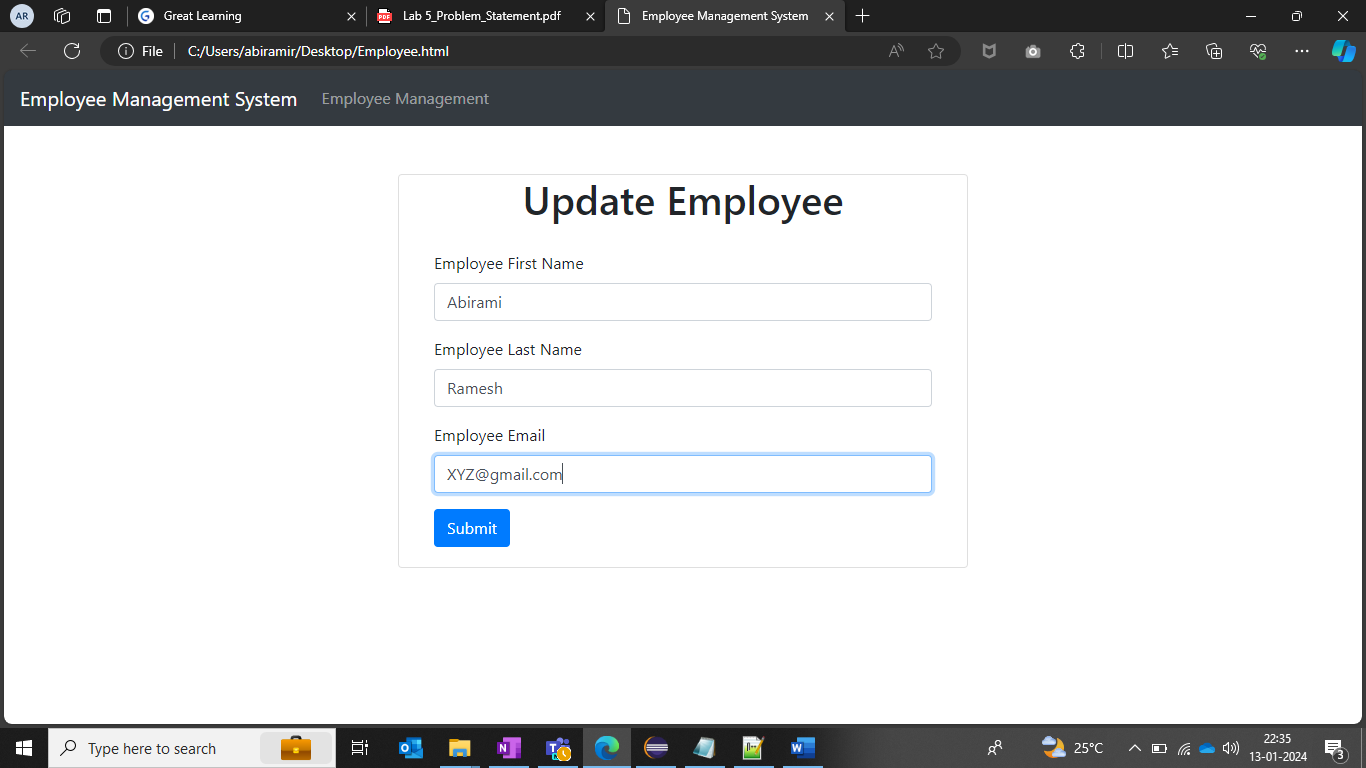 AR
Great Learning
Lab 5_Problem_Statement.pdf
Employee Management System
File
C:/Users/abiramir/Desktop/Employee.html
Employee Management System
Employee Management
Update Employee
Employee First Name
Abirami
Employee Last Name
Ramesh
Employee Email
XYZ@gmail.com
Submit
Type here to search
25°C
22:35
13-01-2024
3